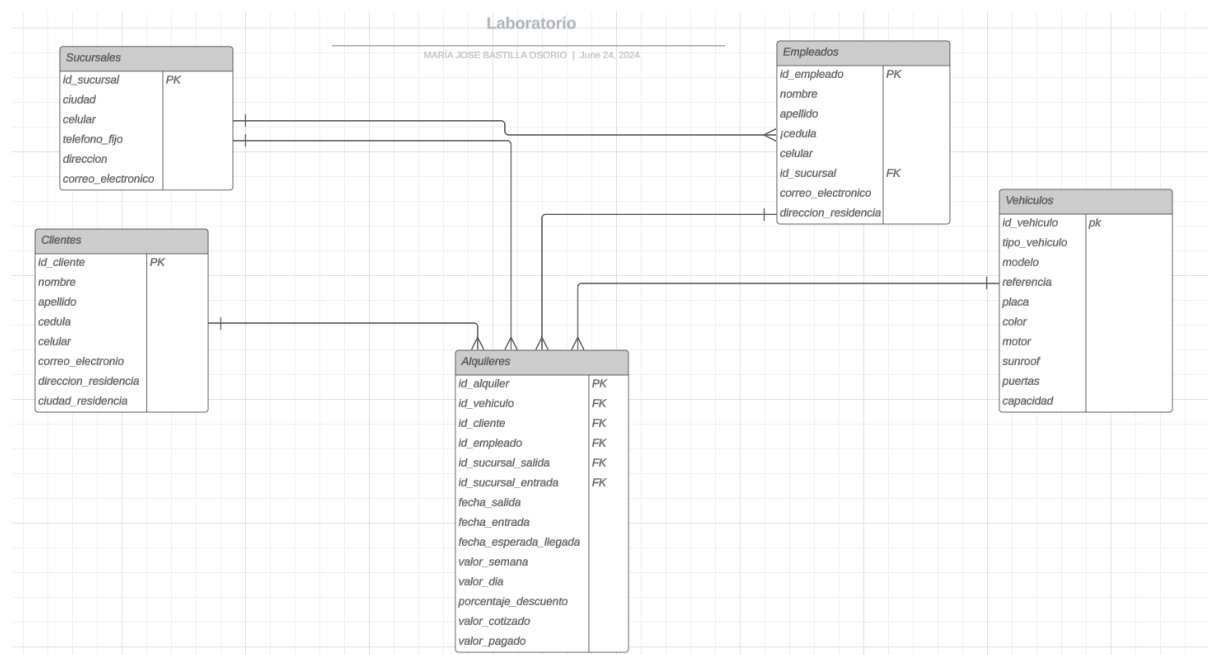 Laboratorio
MARÍA JOSE BASTILLA OSORIO | June 24, 2024
Sucursales
id_sucursal PK
ciudad
celular
telefono_fijo
direccion
correo_electronico
Empleados
id_empleado PK
nombre
apellido
¡cedula
celular
id_sucursal FK
correo_electronico
direccion_residencia
Vehículos
id_vehiculo pk
tipo_vehiculo
modelo
referencia
placa
color
motor
sunroof
puertas
capacidad
Clientes
id_cliente PK
nombre
apellido
cedula
celular
correo_electronio
direccion_residencia
ciudad_residencia
Alquileres
id_alquiler PK
id_vehiculo FK
id_cliente FK
id_empleado FK
id_sucursal_salida FK
id_sucursal_entrada FK
fecha_salida
fecha_entrada
fecha_esperada_llegada
valor_semana
valor_dia
porcentaje_descuento
valor_cotizado
valor_pagado